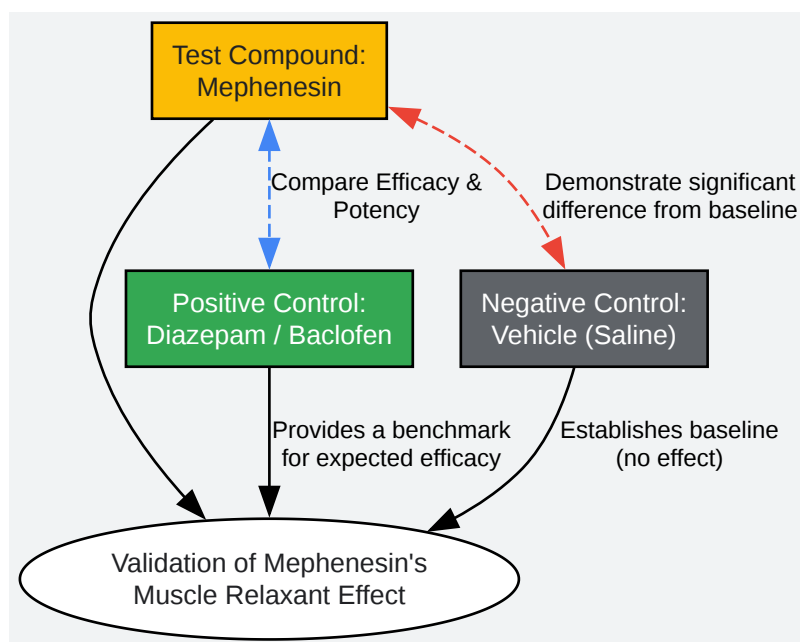 Test Compound:
Mephenesin
Compare Efficacy &
Potency
Demonstrate significant
difference from baseline
Positive Control:
Diazepam / Baclofen
Negative Control:
Vehicle (Saline)
Provides a benchmark
for expected efficacy
Establishes baseline
(no effect)
Validation of Mephenesin's
Muscle Relaxant Effect